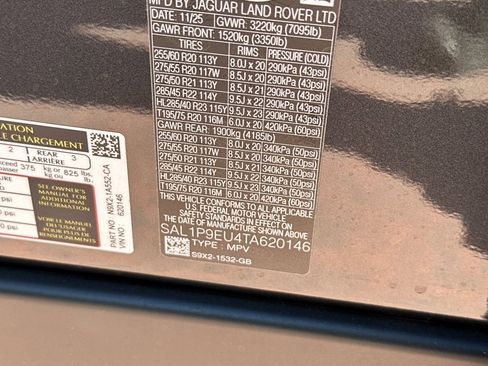 MFD BY JAGUAR LAND ROVER LTD
DATE: 11/25 GVWR: 3220kg (7095lb)
GAWR FRONT: 1520kg (3350lb)
TIRES RIMS PRESSURE (COLD)
255/60 R20 113Y 8.0J x 20 290kPa (43psi)
275/55 R20 117W 8.5J x 20 290kPa (43psi)
275/50 R21 113Y 8.5J x 21 290kPa (43psi)
285/45 R22 114Y 9.5J x 22 290kPa (43psi)
HL285/40 R23 115Y 9.5J x 23 290kPa (43psi)
T195/75 R20 116M 6.0J x 20 420kPa (60psi)
GAWR REAR: 1900kg (4185lb)
255/60 R20 113Y 8.0J x 20 340kPa (50psi)
275/55 R20 117W 8.5J x 20 340kPa (50psi)
275/50 R21 113Y 8.5J x 21 340kPa (50psi)
285/45 R22 114Y 9.5J x 22 340kPa (50psi)
HL285/40 R23 115Y 9.5J x 23 340kPa (50psi)
T195/75 R20 116M 6.0J x 20 420kPa (60psi)
THIS VEHICLE CONFORMS TO ALL APPLICABLE
FEDERAL MOTOR VEHICLE SAFETY
STANDARDS IN EFFECT ON THE DATE OF
MANUFACTURE SHOWN ABOVE
SAL1P9EU4TA620146
TYPE: MPV
S9X2-1532-GB
CHARGEMENT
2 REAR ARRIÈRE 3
375 kg or 825 lbs.
SEE OWNER'S
MANUAL FOR
ADDITIONAL
INFORMATION
VOIR LE MANUEL
DE L'USAGER
POUR PLUS DE
RENSEIGNEMENTS
PART NO: N9X2-1A552-CA
VIN NO: 620146